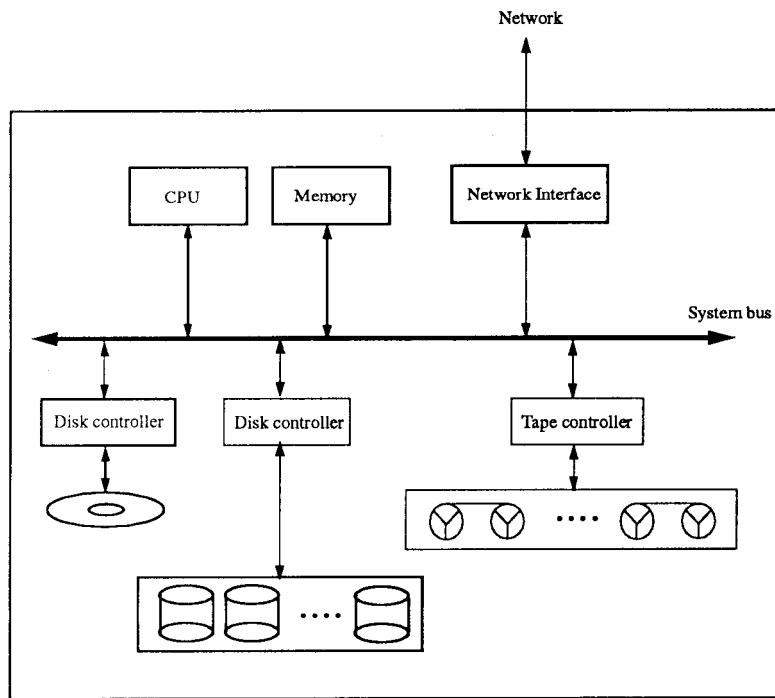 Network
CPU
Memory
Network Interface
System bus
Disk controller
Disk controller
Tape controller